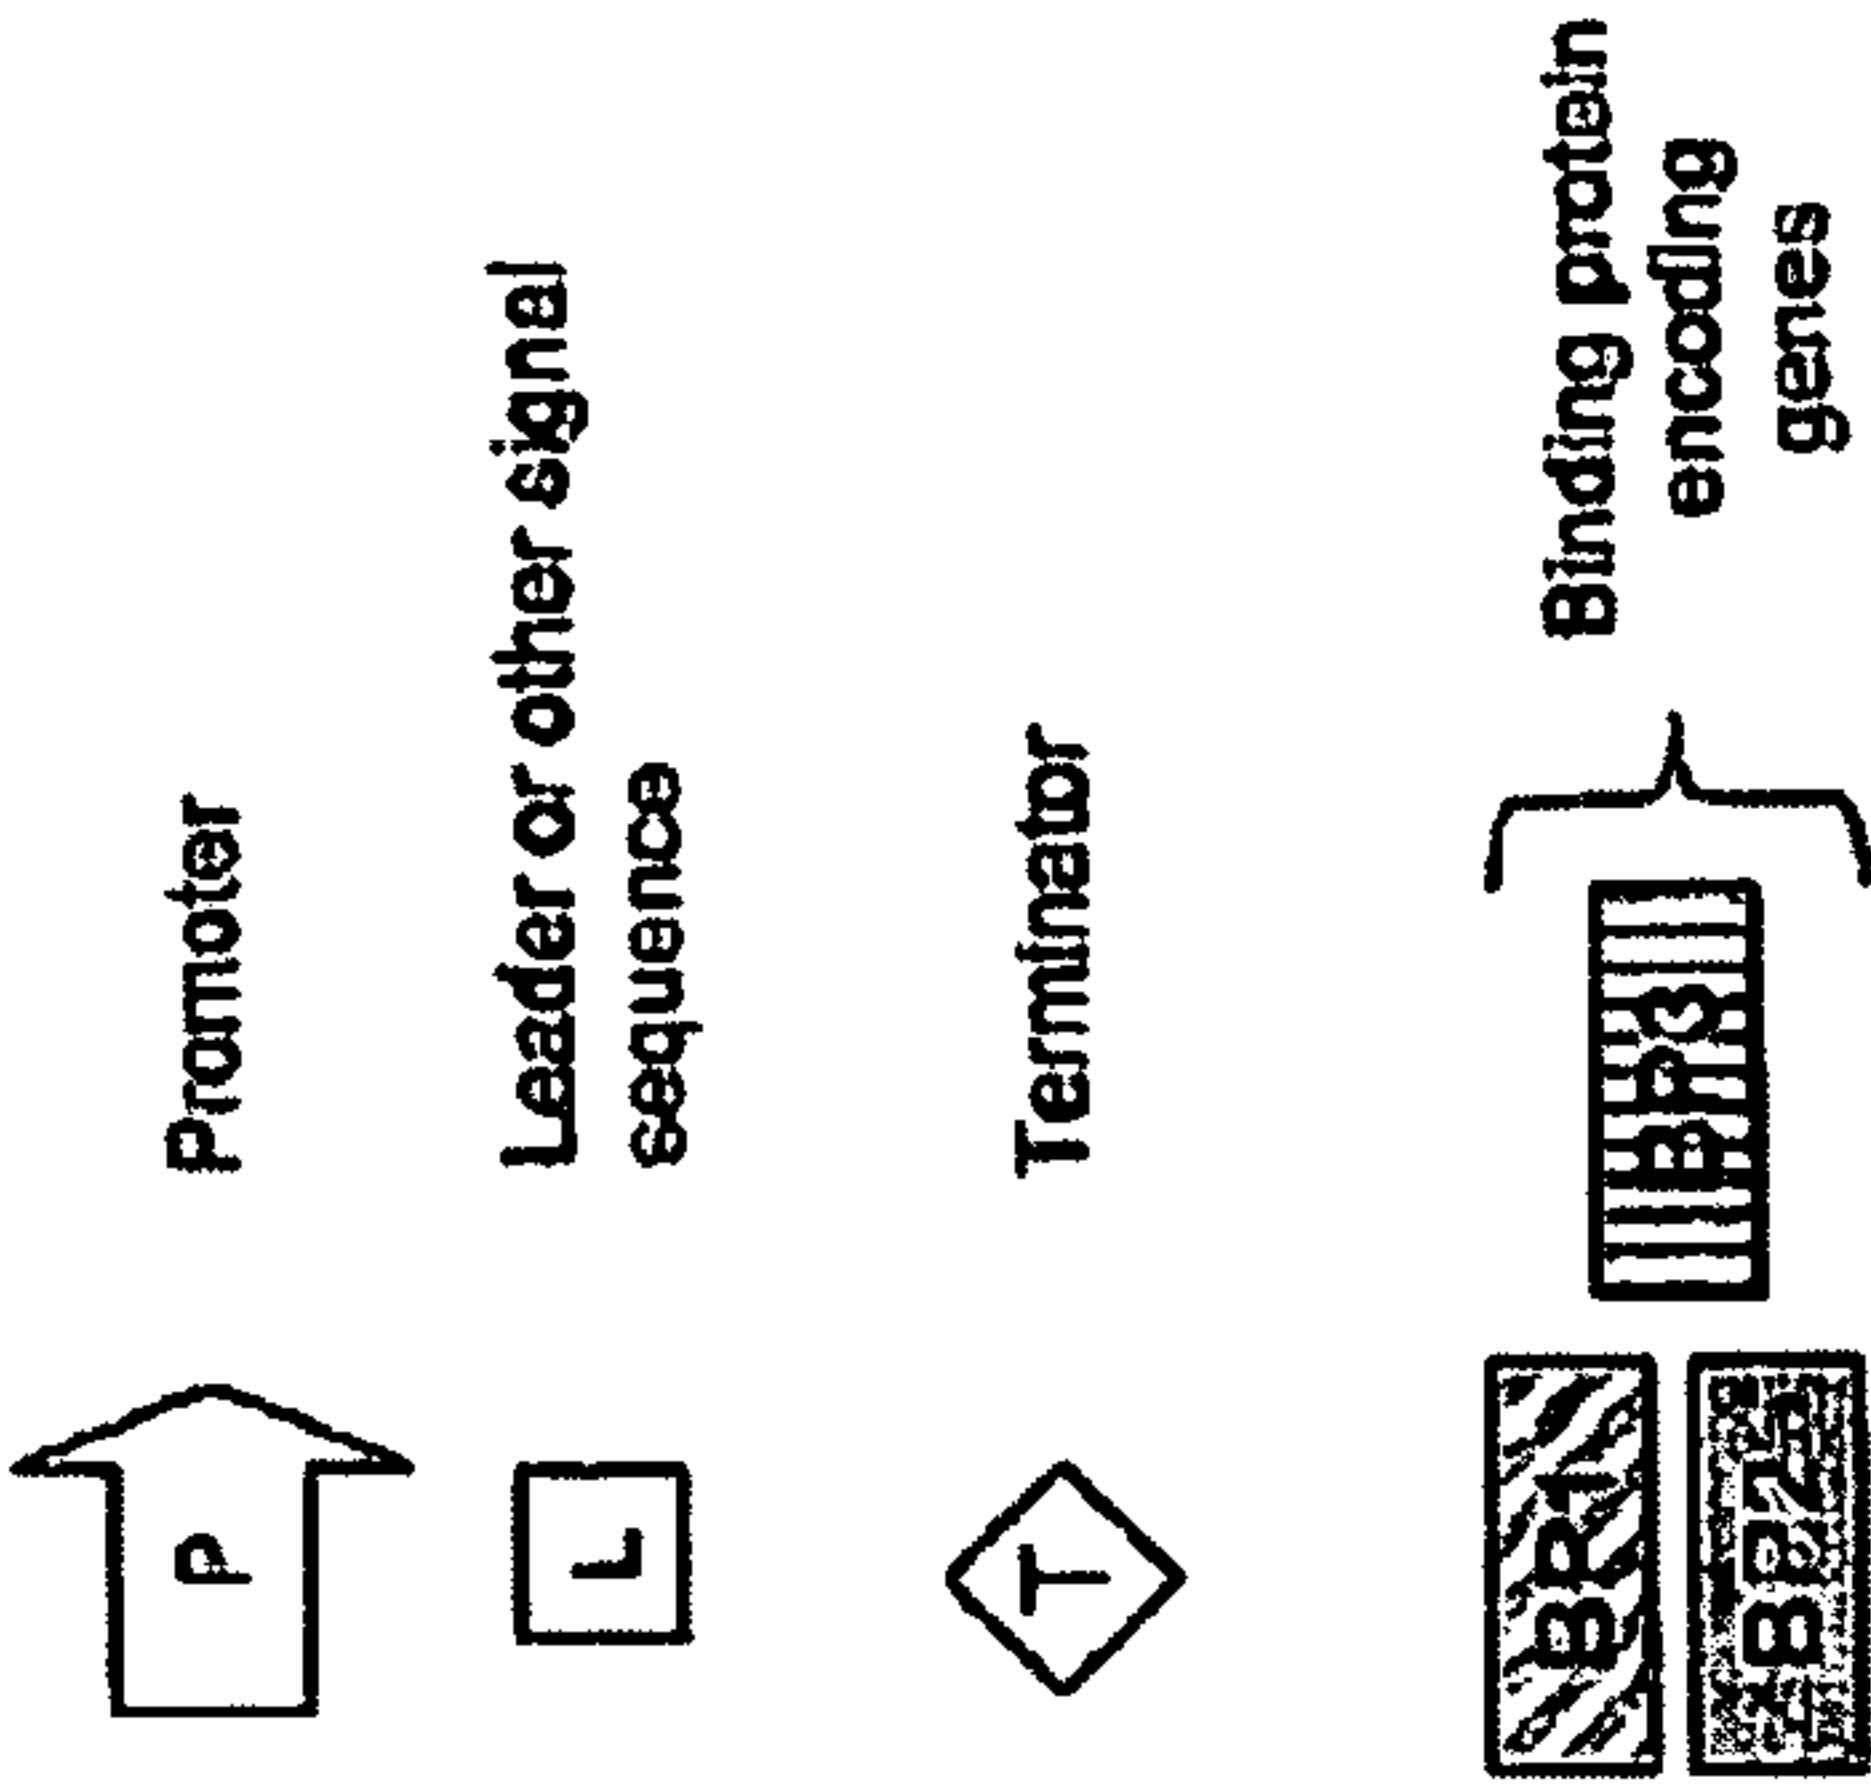 P
Promoter
L
Leader or other signal
sequence
T
Terminator
BP1
BP2
BP3
Binding protein
encoding
genes